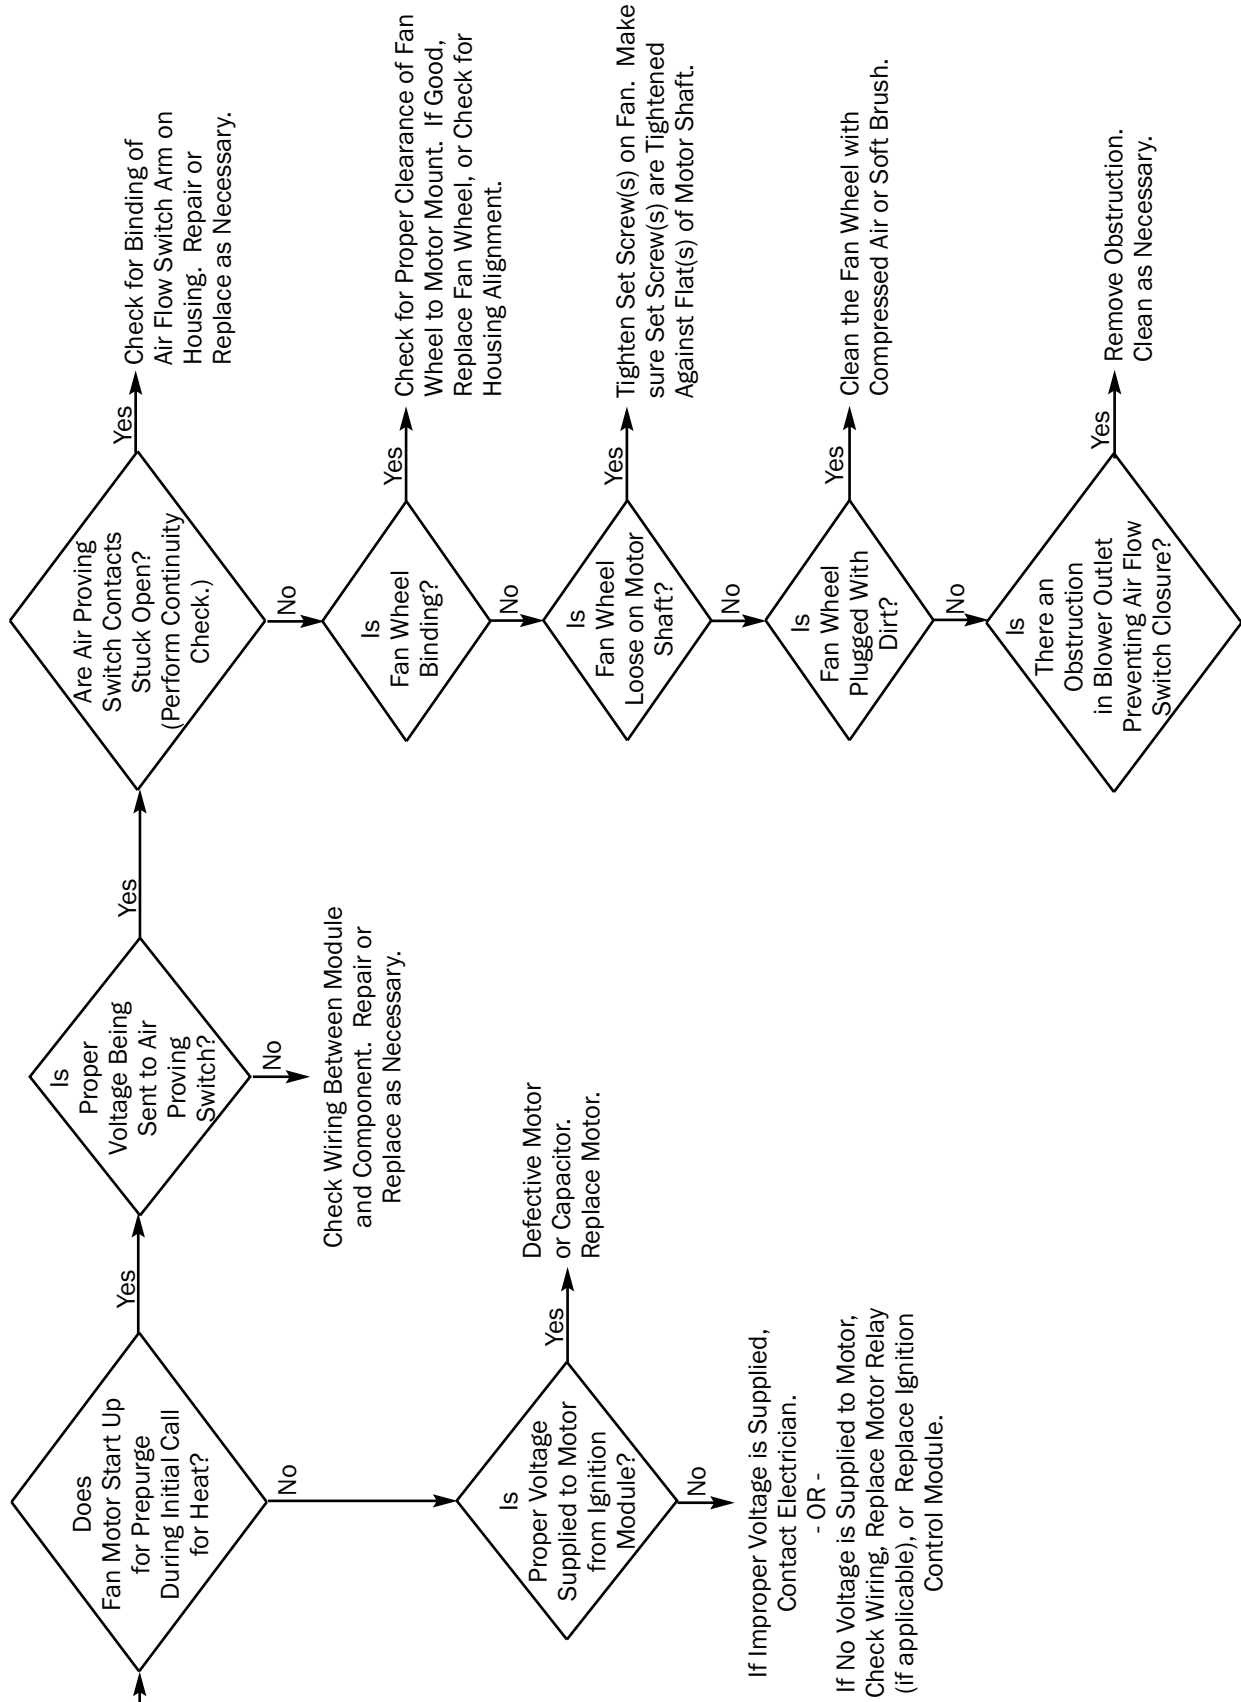 Does
Fan Motor Start Up
for Prepurge
During Initial Call
for Heat?
Yes
No
Is
Proper
Voltage Being
Sent to Air
Proving
Switch?
Yes
No
Check Wiring Between Module
and Component. Repair or
Replace as Necessary.
Are Air Proving
Switch Contacts
Stuck Open?
(Perform Continuity
Check.)
Yes
Check for Binding of
Air Flow Switch Arm on
Housing. Repair or
Replace as Necessary.
No
Is
Fan Wheel
Binding?
Yes
Check for Proper Clearance of Fan
Wheel to Motor Mount. If Good,
Replace Fan Wheel, or Check for
Housing Alignment.
No
Is
Fan Wheel
Loose on Motor
Shaft?
Yes
Tighten Set Screw(s) on Fan. Make
sure Set Screw(s) are Tightened
Against Flat(s) of Motor Shaft.
No
Is
Fan Wheel
Plugged With
Dirt?
Yes
Clean the Fan Wheel with
Compressed Air or Soft Brush.
No
Is
There an
Obstruction
in Blower Outlet
Preventing Air Flow
Switch Closure?
Yes
Remove Obstruction.
Clean as Necessary.
Is
Proper Voltage
Supplied to Motor
from Ignition
Module?
Yes
Defective Motor
or Capacitor.
Replace Motor.
No
If Improper Voltage is Supplied,
Contact Electrician.
- OR -
If No Voltage is Supplied to Motor,
Check Wiring, Replace Motor Relay
(if applicable), or Replace Ignition
Control Module.